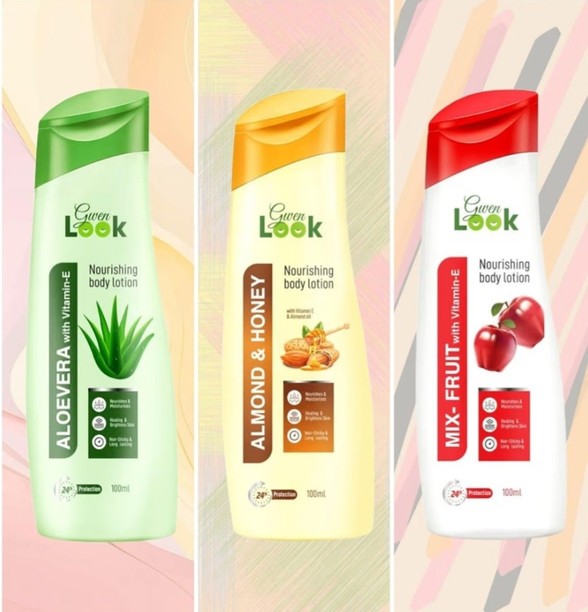 Gwen
Look
Nourishing
body lotion
ALOEVERA with Vitamin-E
Nourishes &
Moisturises
Healing &
Brightens Skin
Non-Sticky &
Long lasting
24h Protection
100ml
Gwen
Look
Nourishing
body lotion
ALMOND & HONEY
with Vitamin E
& Almond oil
Nourishes &
Moisturises
Healing &
Brightens Skin
Non-Sticky &
Long lasting
24h Protection
100ml
Gwen
Look
Nourishing
body lotion
MIX- FRUIT with Vitamin-E
Nourishes &
Moisturises
Healing &
Brightens Skin
Non-Sticky &
Long lasting
24h Protection
100ml